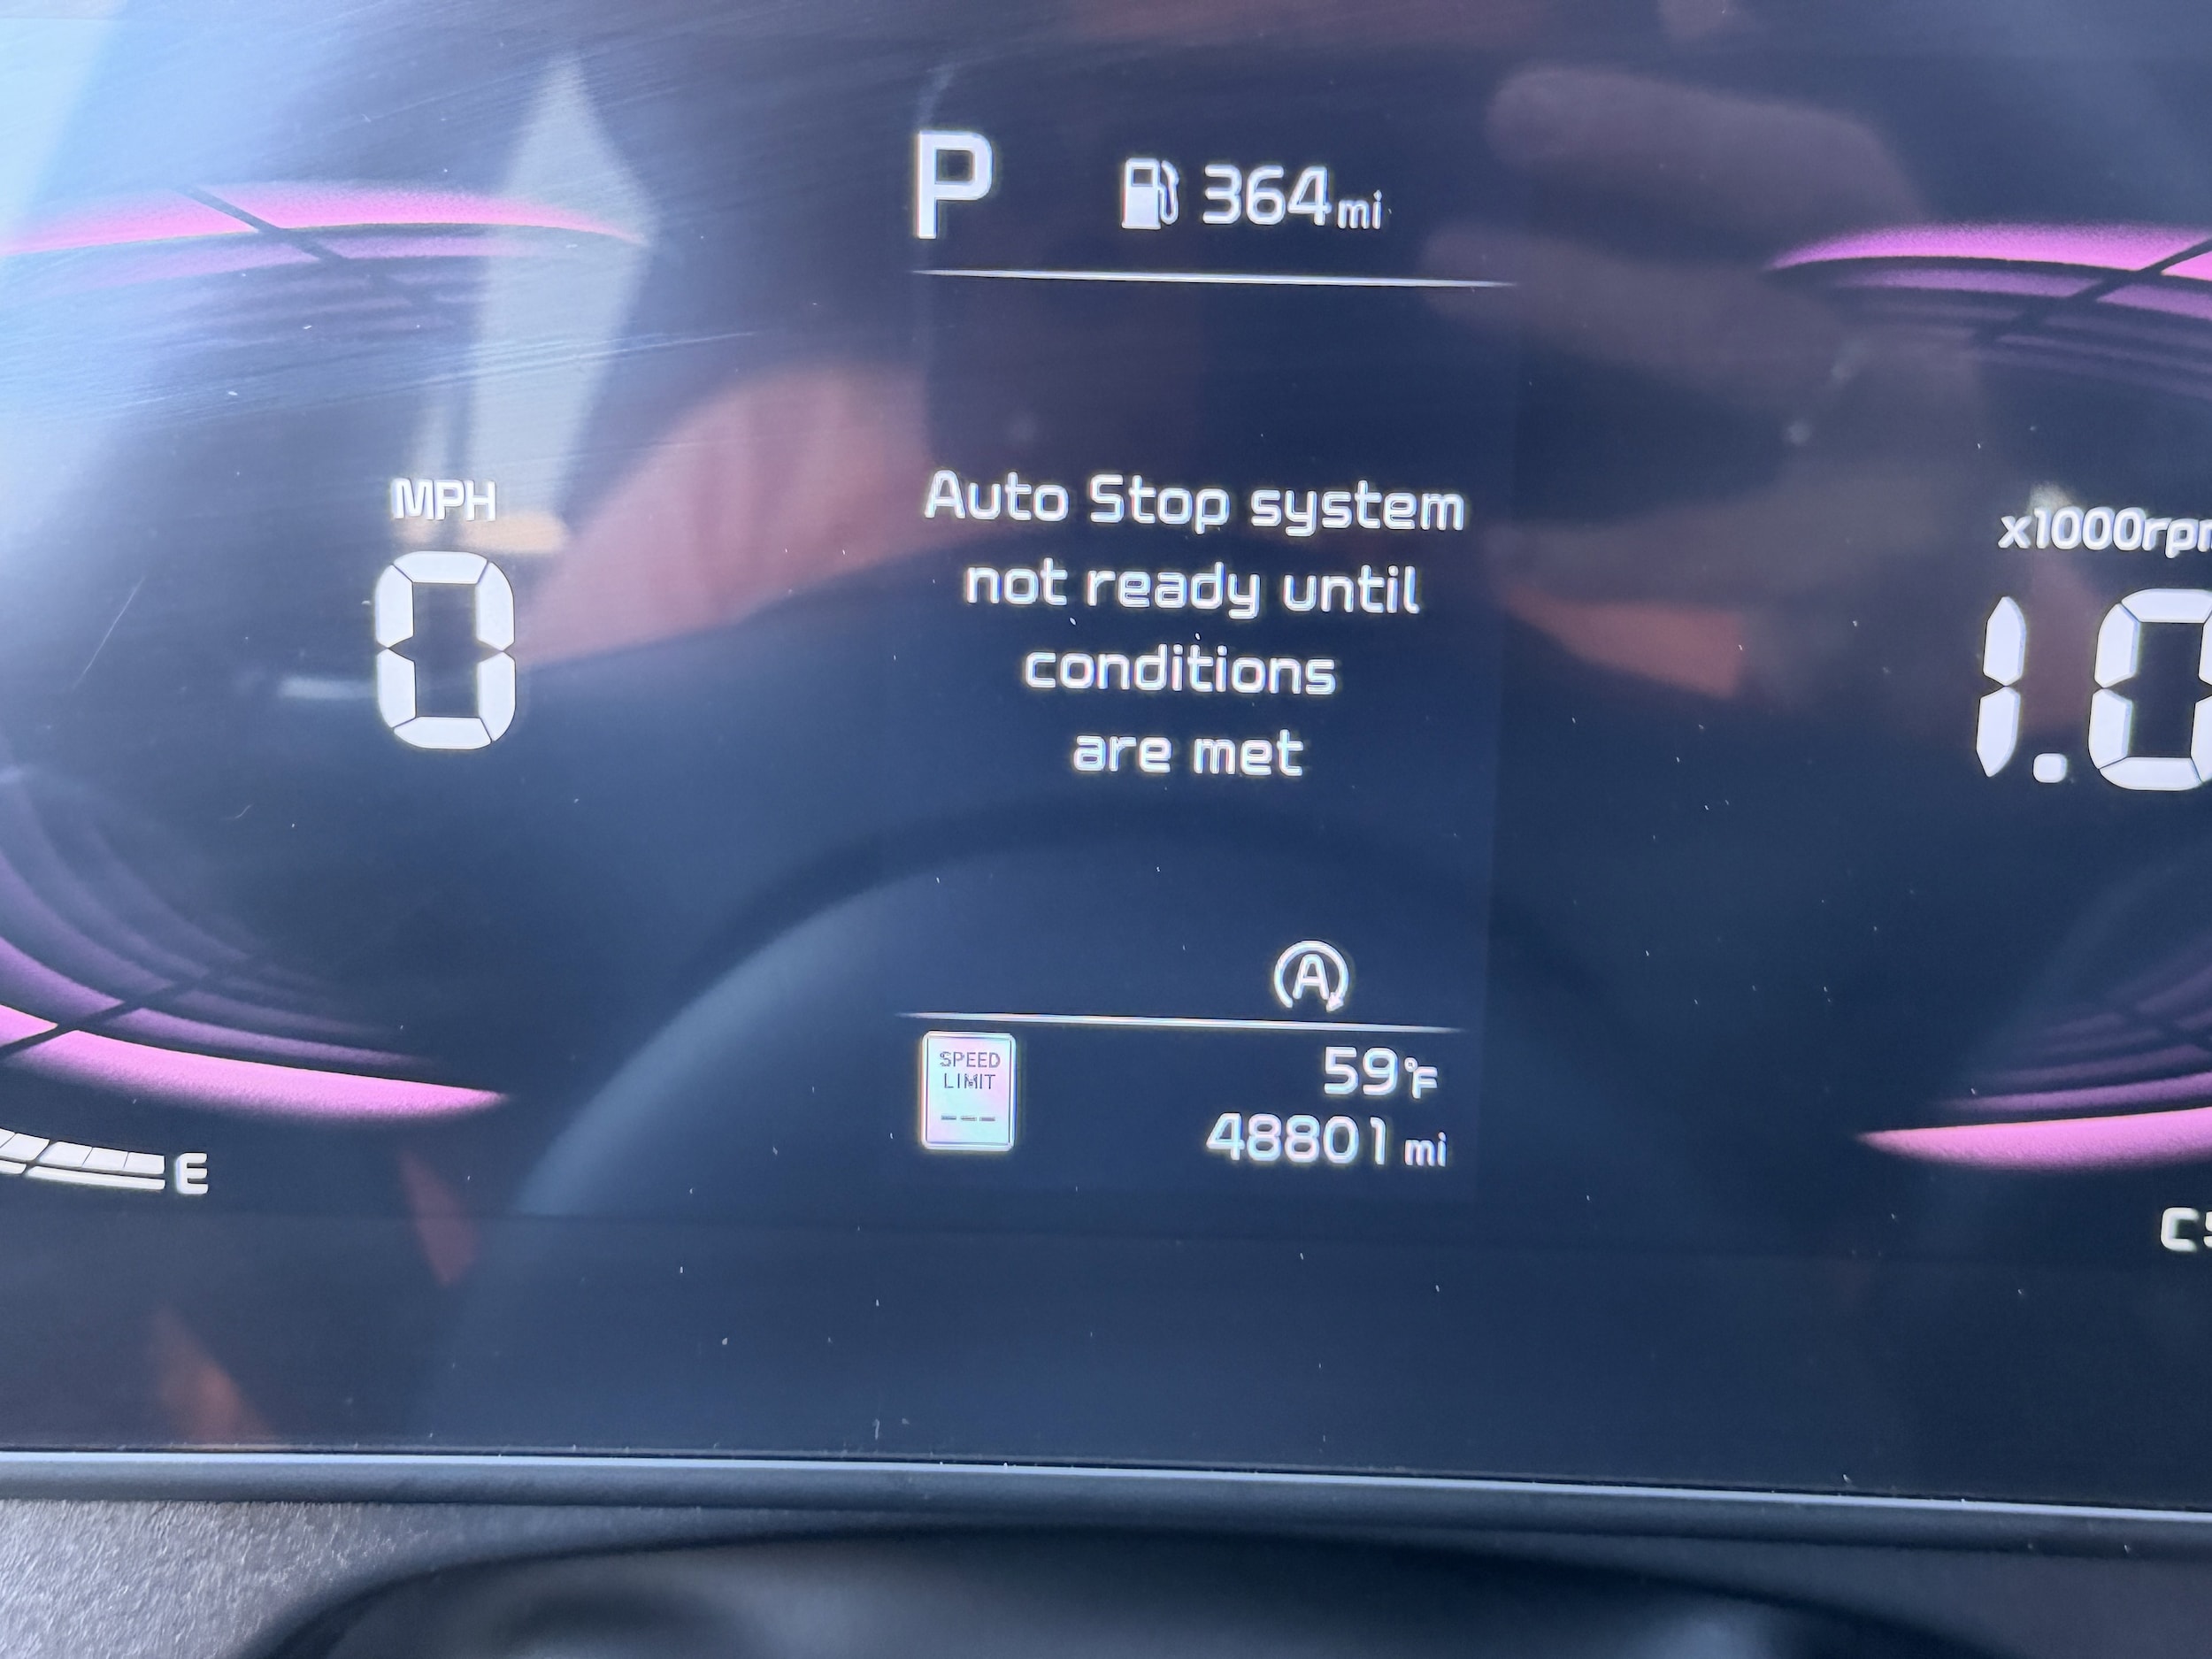 P 364mi
Auto Stop system
not ready until
conditions
are met
MPH
0
1.0
A
SPEED
LIMIT
---
59°F
48801 mi
E